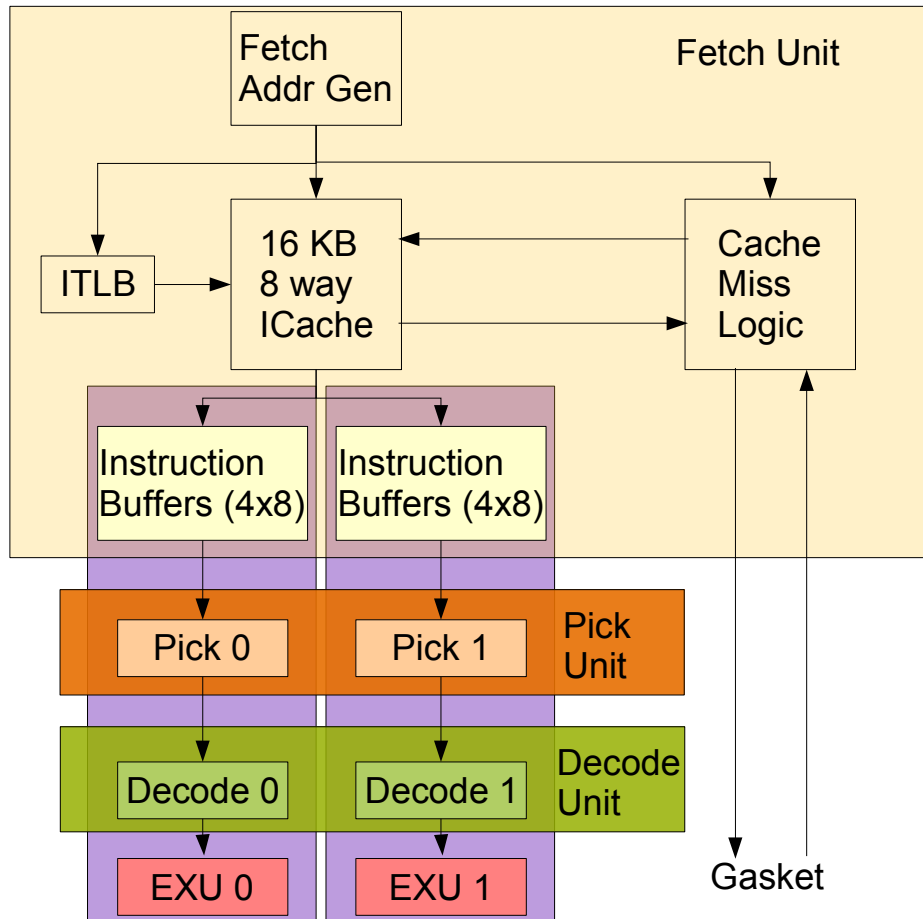 Fetch
Addr Gen
Fetch Unit
ITLB
16 KB
8 way
ICache
Cache
Miss
Logic
Instruction
Buffers (4x8)
Instruction
Buffers (4x8)
Pick 0
Pick 1
Pick
Unit
Decode 0
Decode 1
Decode
Unit
EXU 0
EXU 1
Gasket